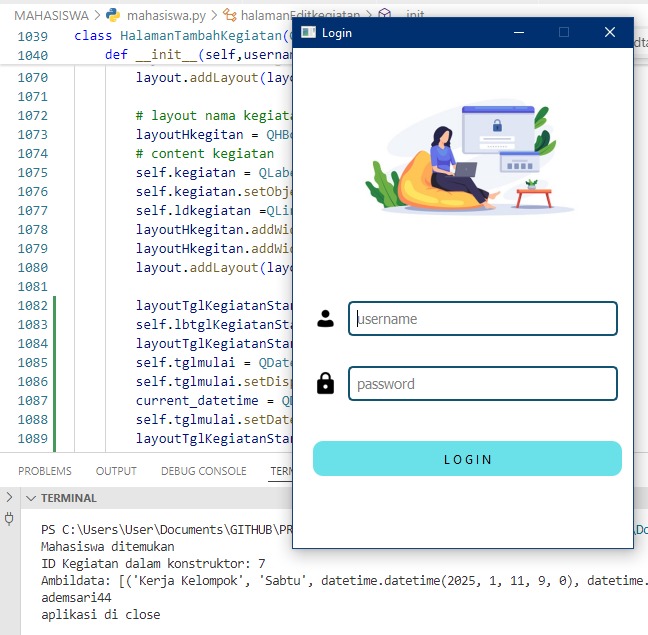 MAHASISWA > mahasiswa.py > halamanEditkegiatan > __init__
1039 class HalamanTambahKegiatan(
1040 def __init__(self,usernam
1070 layout.addLayout(layo
1071
1072 # layout nama kegiata
1073 layoutHkegitan = QHBo
1074 # content kegiatan
1075 self.kegiatan = QLabe
1076 self.kegiatan.setObje
1077 self.ldkegiatan =QLin
1078 layoutHkegitan.addWid
1079 layoutHkegitan.addWid
1080 layout.addLayout(layo
1081
1082 layoutTglKegiatanStar
1083 self.lbtglKegiatanSta
1084 layoutTglKegiatanStar
1085 self.tglmulai = QDate
1086 self.tglmulai.setDisp
1087 current_datetime = QD
1088 self.tglmulai.setDate
1089 layoutTglKegiatanStar
Login
username
password
LOGIN
PROBLEMS OUTPUT DEBUG CONSOLE TERM
TERMINAL
PS C:\Users\User\Documents\GITHUB\PR
Mahasiswa ditemukan
ID Kegiatan dalam konstruktor: 7
Ambildata: [('Kerja Kelompok', 'Sabtu', datetime.datetime(2025, 1, 11, 9, 0), datetime.
ademsari44
aplikasi di close